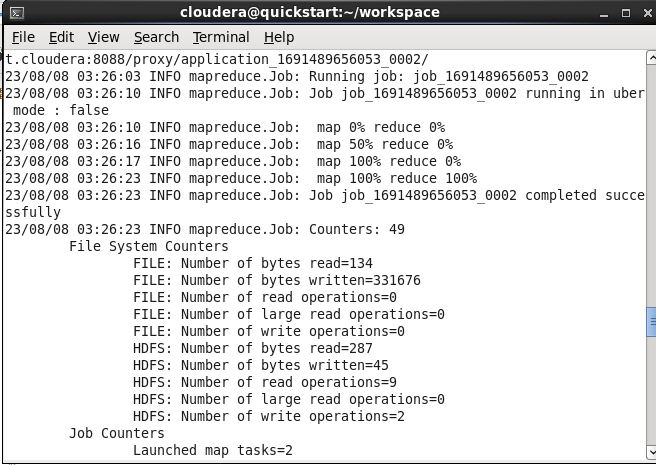 cloudera@quickstart:~/workspace
File Edit View Search Terminal Help
t.cloudera:8088/proxy/application_1691489656053_0002/
23/08/08 03:26:03 INFO mapreduce.Job: Running job: job_1691489656053_0002
23/08/08 03:26:10 INFO mapreduce.Job: Job job_1691489656053_0002 running in uber
 mode : false
23/08/08 03:26:10 INFO mapreduce.Job:  map 0% reduce 0%
23/08/08 03:26:16 INFO mapreduce.Job:  map 50% reduce 0%
23/08/08 03:26:17 INFO mapreduce.Job:  map 100% reduce 0%
23/08/08 03:26:23 INFO mapreduce.Job:  map 100% reduce 100%
23/08/08 03:26:23 INFO mapreduce.Job: Job job_1691489656053_0002 completed succe
ssfully
23/08/08 03:26:23 INFO mapreduce.Job: Counters: 49
        File System Counters
                FILE: Number of bytes read=134
                FILE: Number of bytes written=331676
                FILE: Number of read operations=0
                FILE: Number of large read operations=0
                FILE: Number of write operations=0
                HDFS: Number of bytes read=287
                HDFS: Number of bytes written=45
                HDFS: Number of read operations=9
                HDFS: Number of large read operations=0
                HDFS: Number of write operations=2
        Job Counters
                Launched map tasks=2